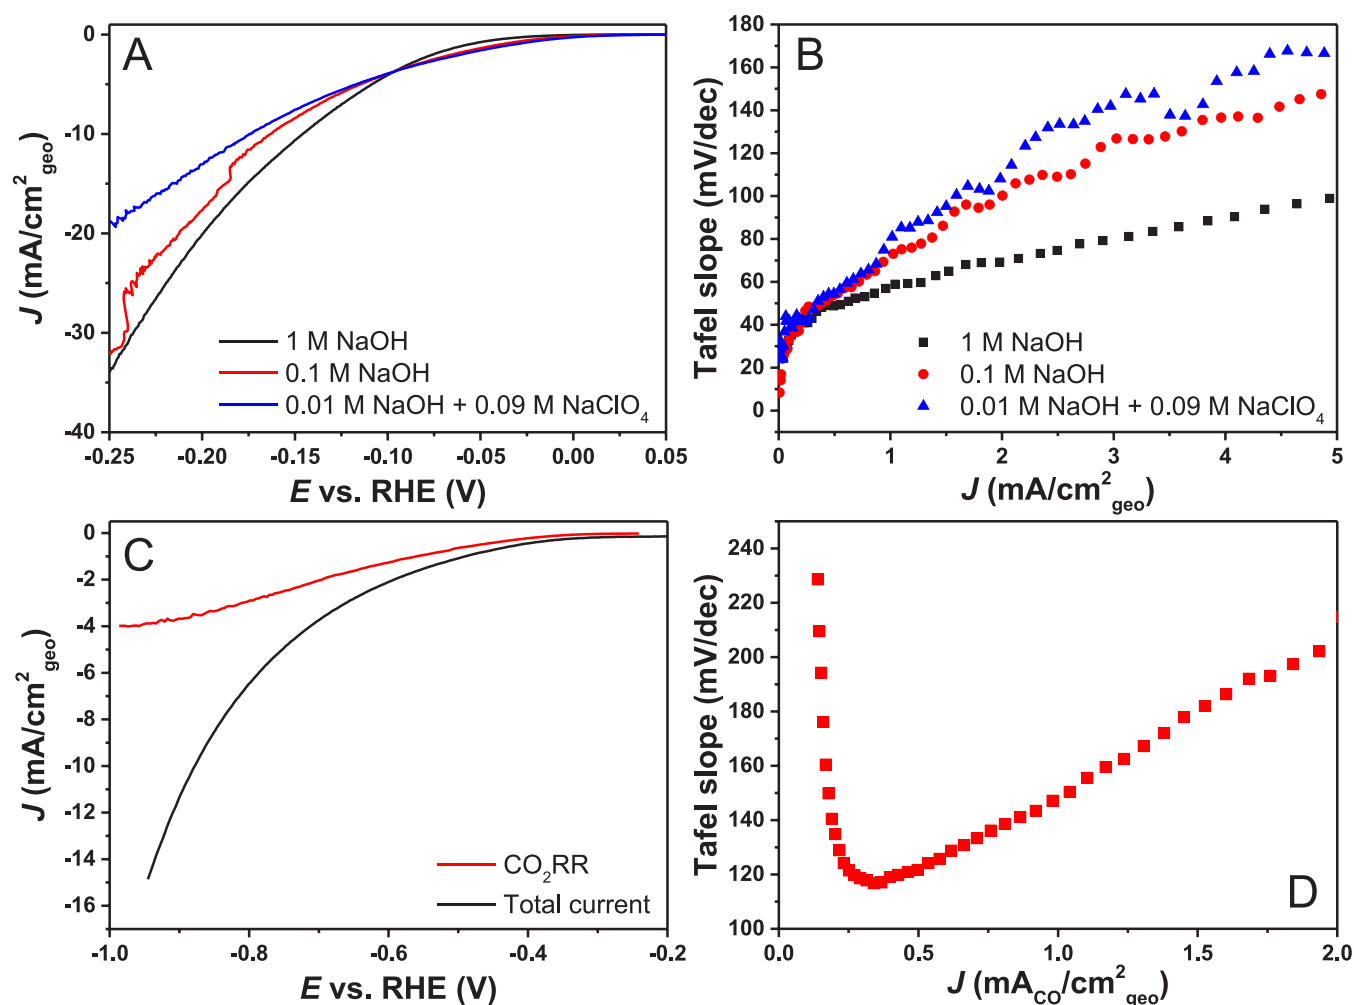 A
J (mA/cm²geo)
0
-10
-20
-30
-40
-0.25
-0.20
-0.15
-0.10
-0.05
0.00
0.05
E vs. RHE (V)
1 M NaOH
0.1 M NaOH
0.01 M NaOH + 0.09 M NaClO₄
B
Tafel slope (mV/dec)
180
160
140
120
100
80
60
40
20
0
0
1
2
3
4
5
J (mA/cm²geo)
1 M NaOH
0.1 M NaOH
0.01 M NaOH + 0.09 M NaClO₄
C
J (mA/cm²geo)
0
-2
-4
-6
-8
-10
-12
-14
-16
-1.0
-0.8
-0.6
-0.4
-0.2
E vs. RHE (V)
CO₂RR
Total current
D
Tafel slope (mV/dec)
240
220
200
180
160
140
120
100
0.0
0.5
1.0
1.5
2.0
J (mACO/cm²geo)